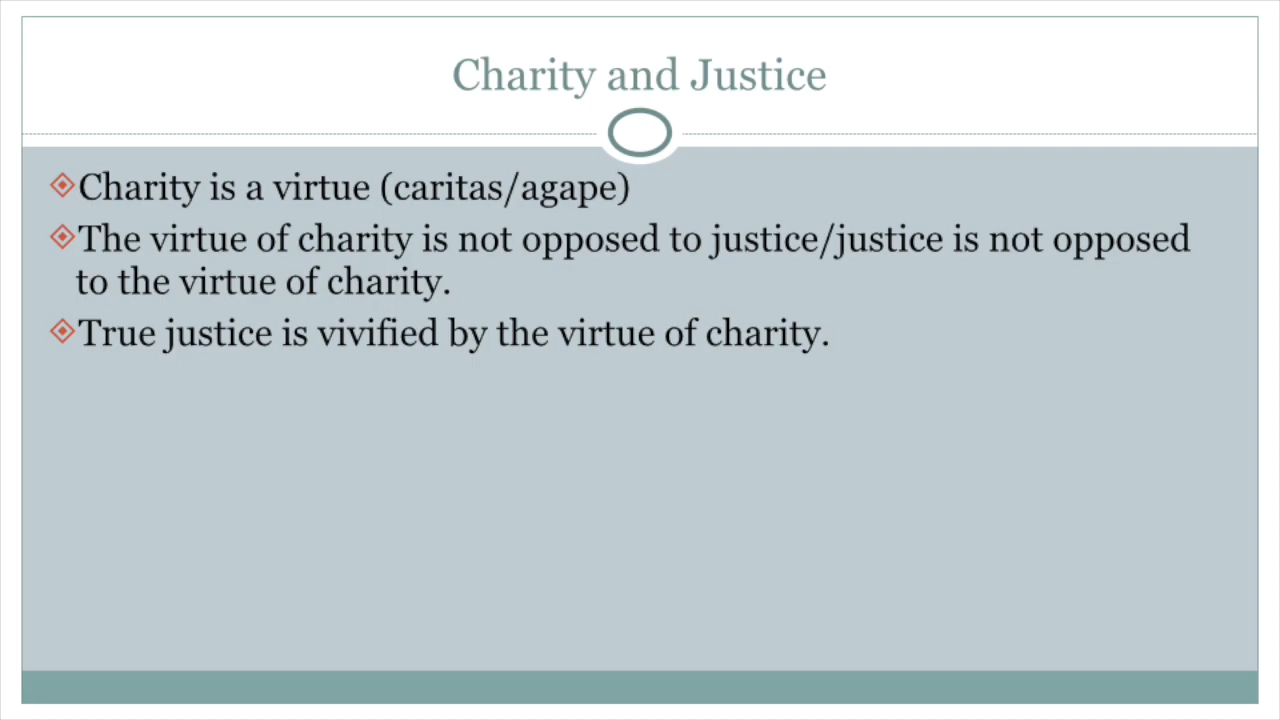 Charity and Justice
Charity is a virtue (caritas/agape)
The virtue of charity is not opposed to justice/justice is not opposed
to the virtue of charity.
True justice is vivified by the virtue of charity.